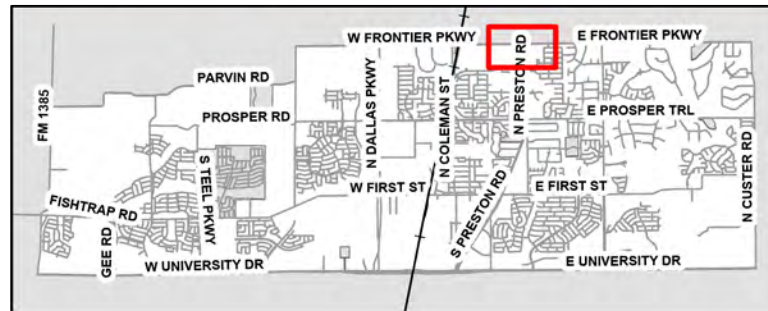 W FRONTIER PKWY
E FRONTIER PKWY
PARVIN RD
PROSPER RD
FM 1385
N DALLAS PKWY
N COLEMAN ST
N PRESTON RD
E PROSPER TRL
S TEEL PKWY
W FIRST ST
E FIRST ST
S PRESTON RD
N CUSTER RD
FISHTRAP RD
GEE RD
W UNIVERSITY DR
E UNIVERSITY DR